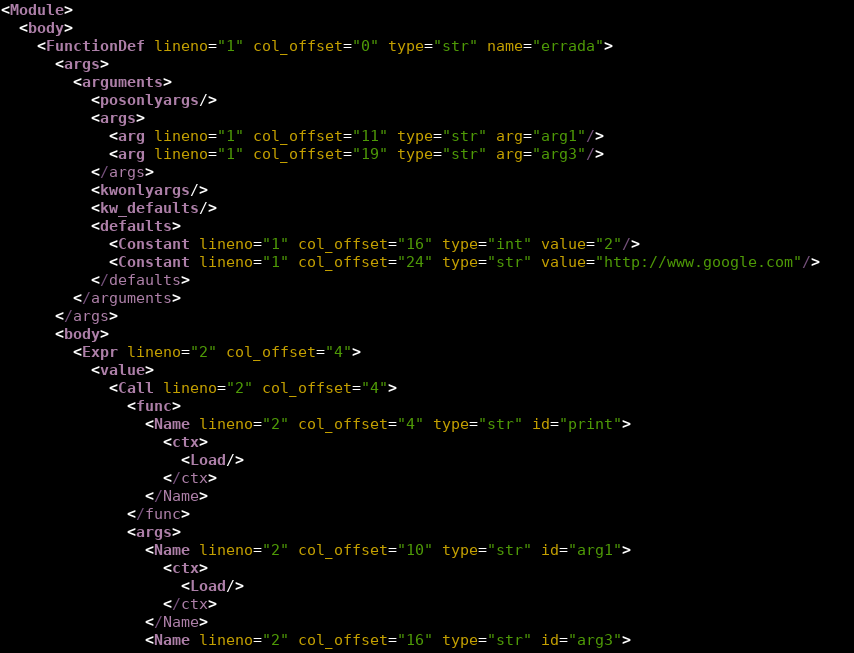 <Module>
  <body>
    <FunctionDef lineno="1" col_offset="0" type="str" name="errada">
      <args>
        <arguments>
          <posonlyargs/>
          <args>
            <arg lineno="1" col_offset="11" type="str" arg="arg1"/>
            <arg lineno="1" col_offset="19" type="str" arg="arg3"/>
          </args>
          <kwonlyargs/>
          <kw_defaults/>
          <defaults>
            <Constant lineno="1" col_offset="16" type="int" value="2"/>
            <Constant lineno="1" col_offset="24" type="str" value="http://www.google.com"/>
          </defaults>
        </arguments>
      </args>
      <body>
        <Expr lineno="2" col_offset="4">
          <value>
            <Call lineno="2" col_offset="4">
              <func>
                <Name lineno="2" col_offset="4" type="str" id="print">
                  <ctx>
                    <Load/>
                  </ctx>
                </Name>
              </func>
              <args>
                <Name lineno="2" col_offset="10" type="str" id="arg1">
                  <ctx>
                    <Load/>
                  </ctx>
                </Name>
                <Name lineno="2" col_offset="16" type="str" id="arg3">